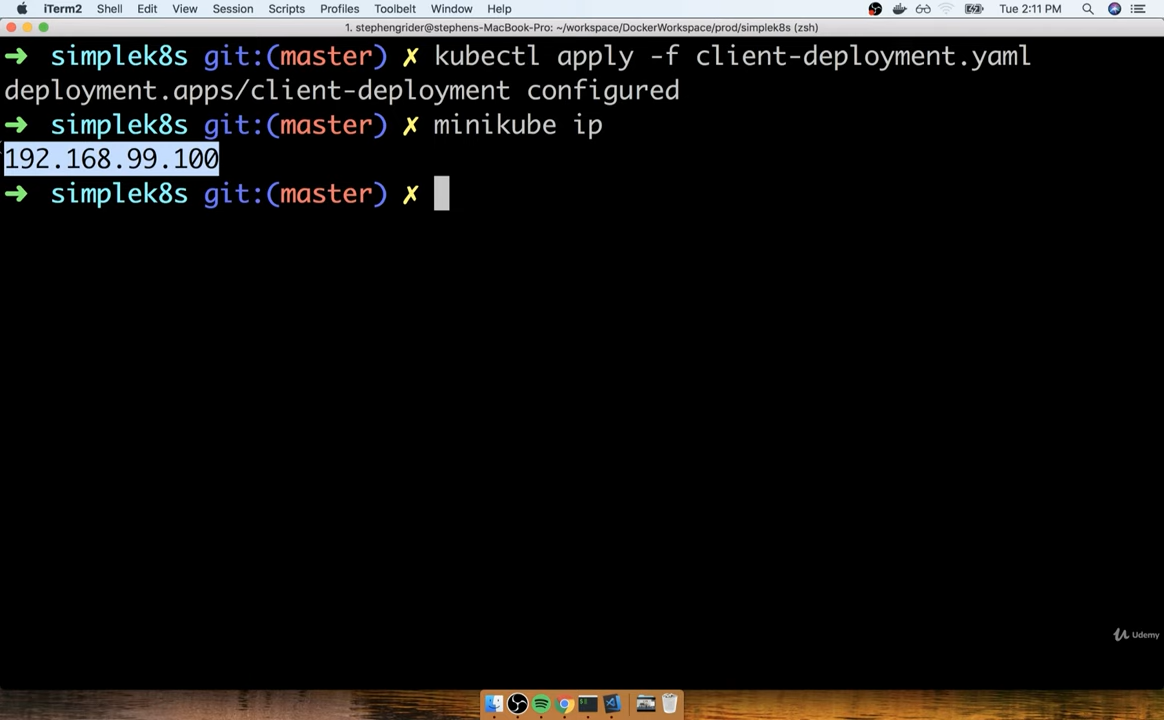 iTerm2 Shell Edit View Session Scripts Profiles Toolbelt Window Help Tue 2:11 PM
1. stephengrider@stephens-MacBook-Pro: ~/workspace/DockerWorkspace/prod/simplek8s (zsh)
➜ simplek8s git:(master) ✗ kubectl apply -f client-deployment.yaml
deployment.apps/client-deployment configured
➜ simplek8s git:(master) ✗ minikube ip
192.168.99.100
➜ simplek8s git:(master) ✗
Udemy